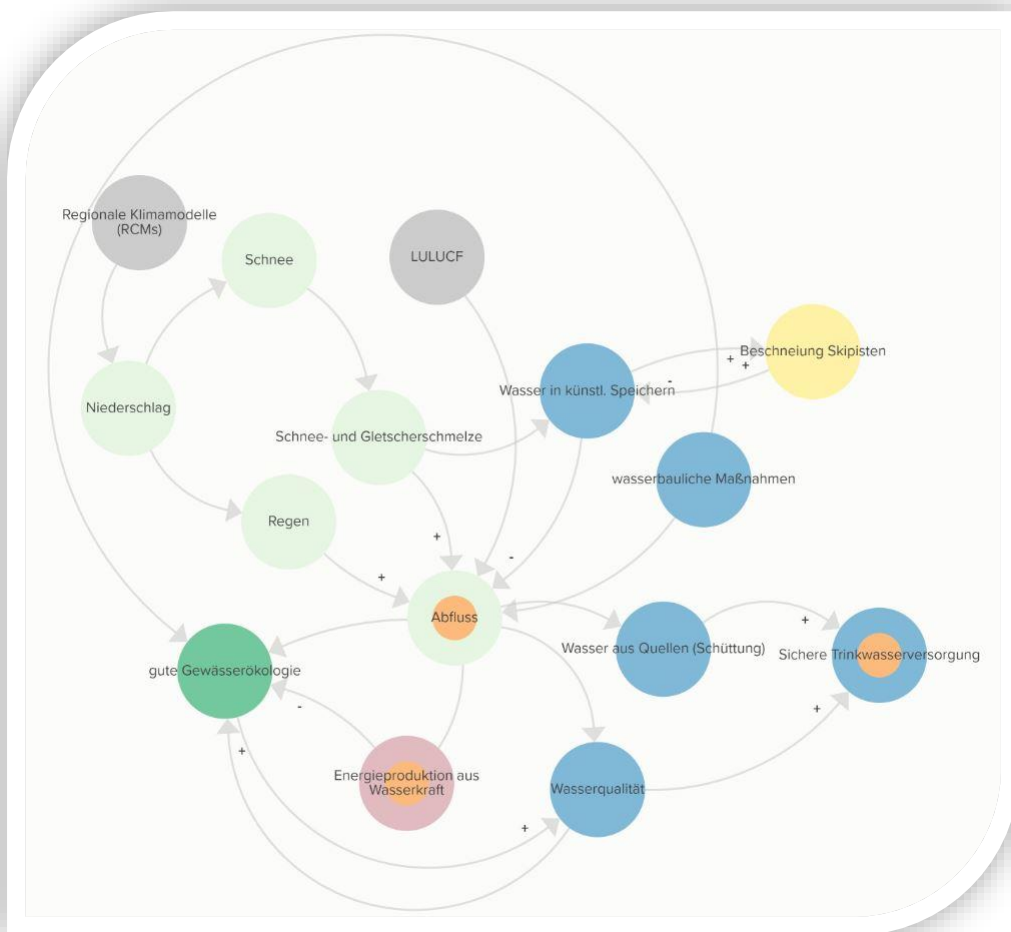 Regionale Klimamodelle
(RCMs)
Schnee
LULUCF
Beschneiung Skipisten
+
+
-
Wasser in künstl. Speichern
Niederschlag
Schnee- und Gletscherschmelze
wasserbauliche Maßnahmen
Regen
+
-
+
Abfluss
+
Wasser aus Quellen (Schüttung)
Sichere Trinkwasserversorgung
gute Gewässerökologie
-
+
+
Energieproduktion aus
Wasserkraft
Wasserqualität
+